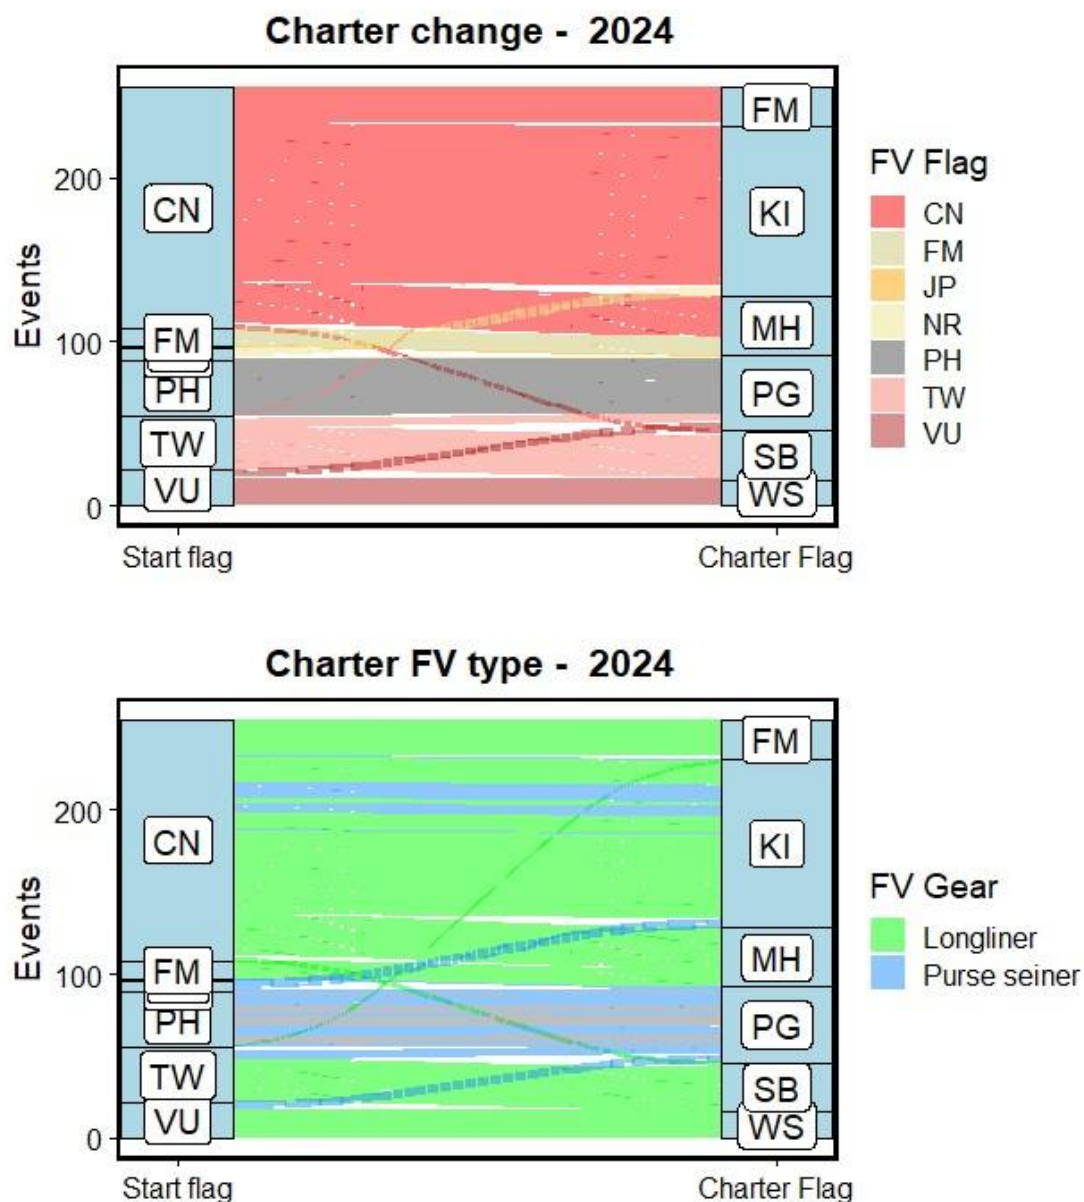 Charter change - 2024
Events
200
100
0
CN
FM
PH
TW
VU
FM
KI
MH
PG
SB
WS
Start flag
Charter Flag
FV Flag
CN
FM
JP
NR
PH
TW
VU
Charter FV type - 2024
Events
200
100
0
CN
FM
PH
TW
VU
FM
KI
MH
PG
SB
WS
Start flag
Charter Flag
FV Gear
Longliner
Purse seiner